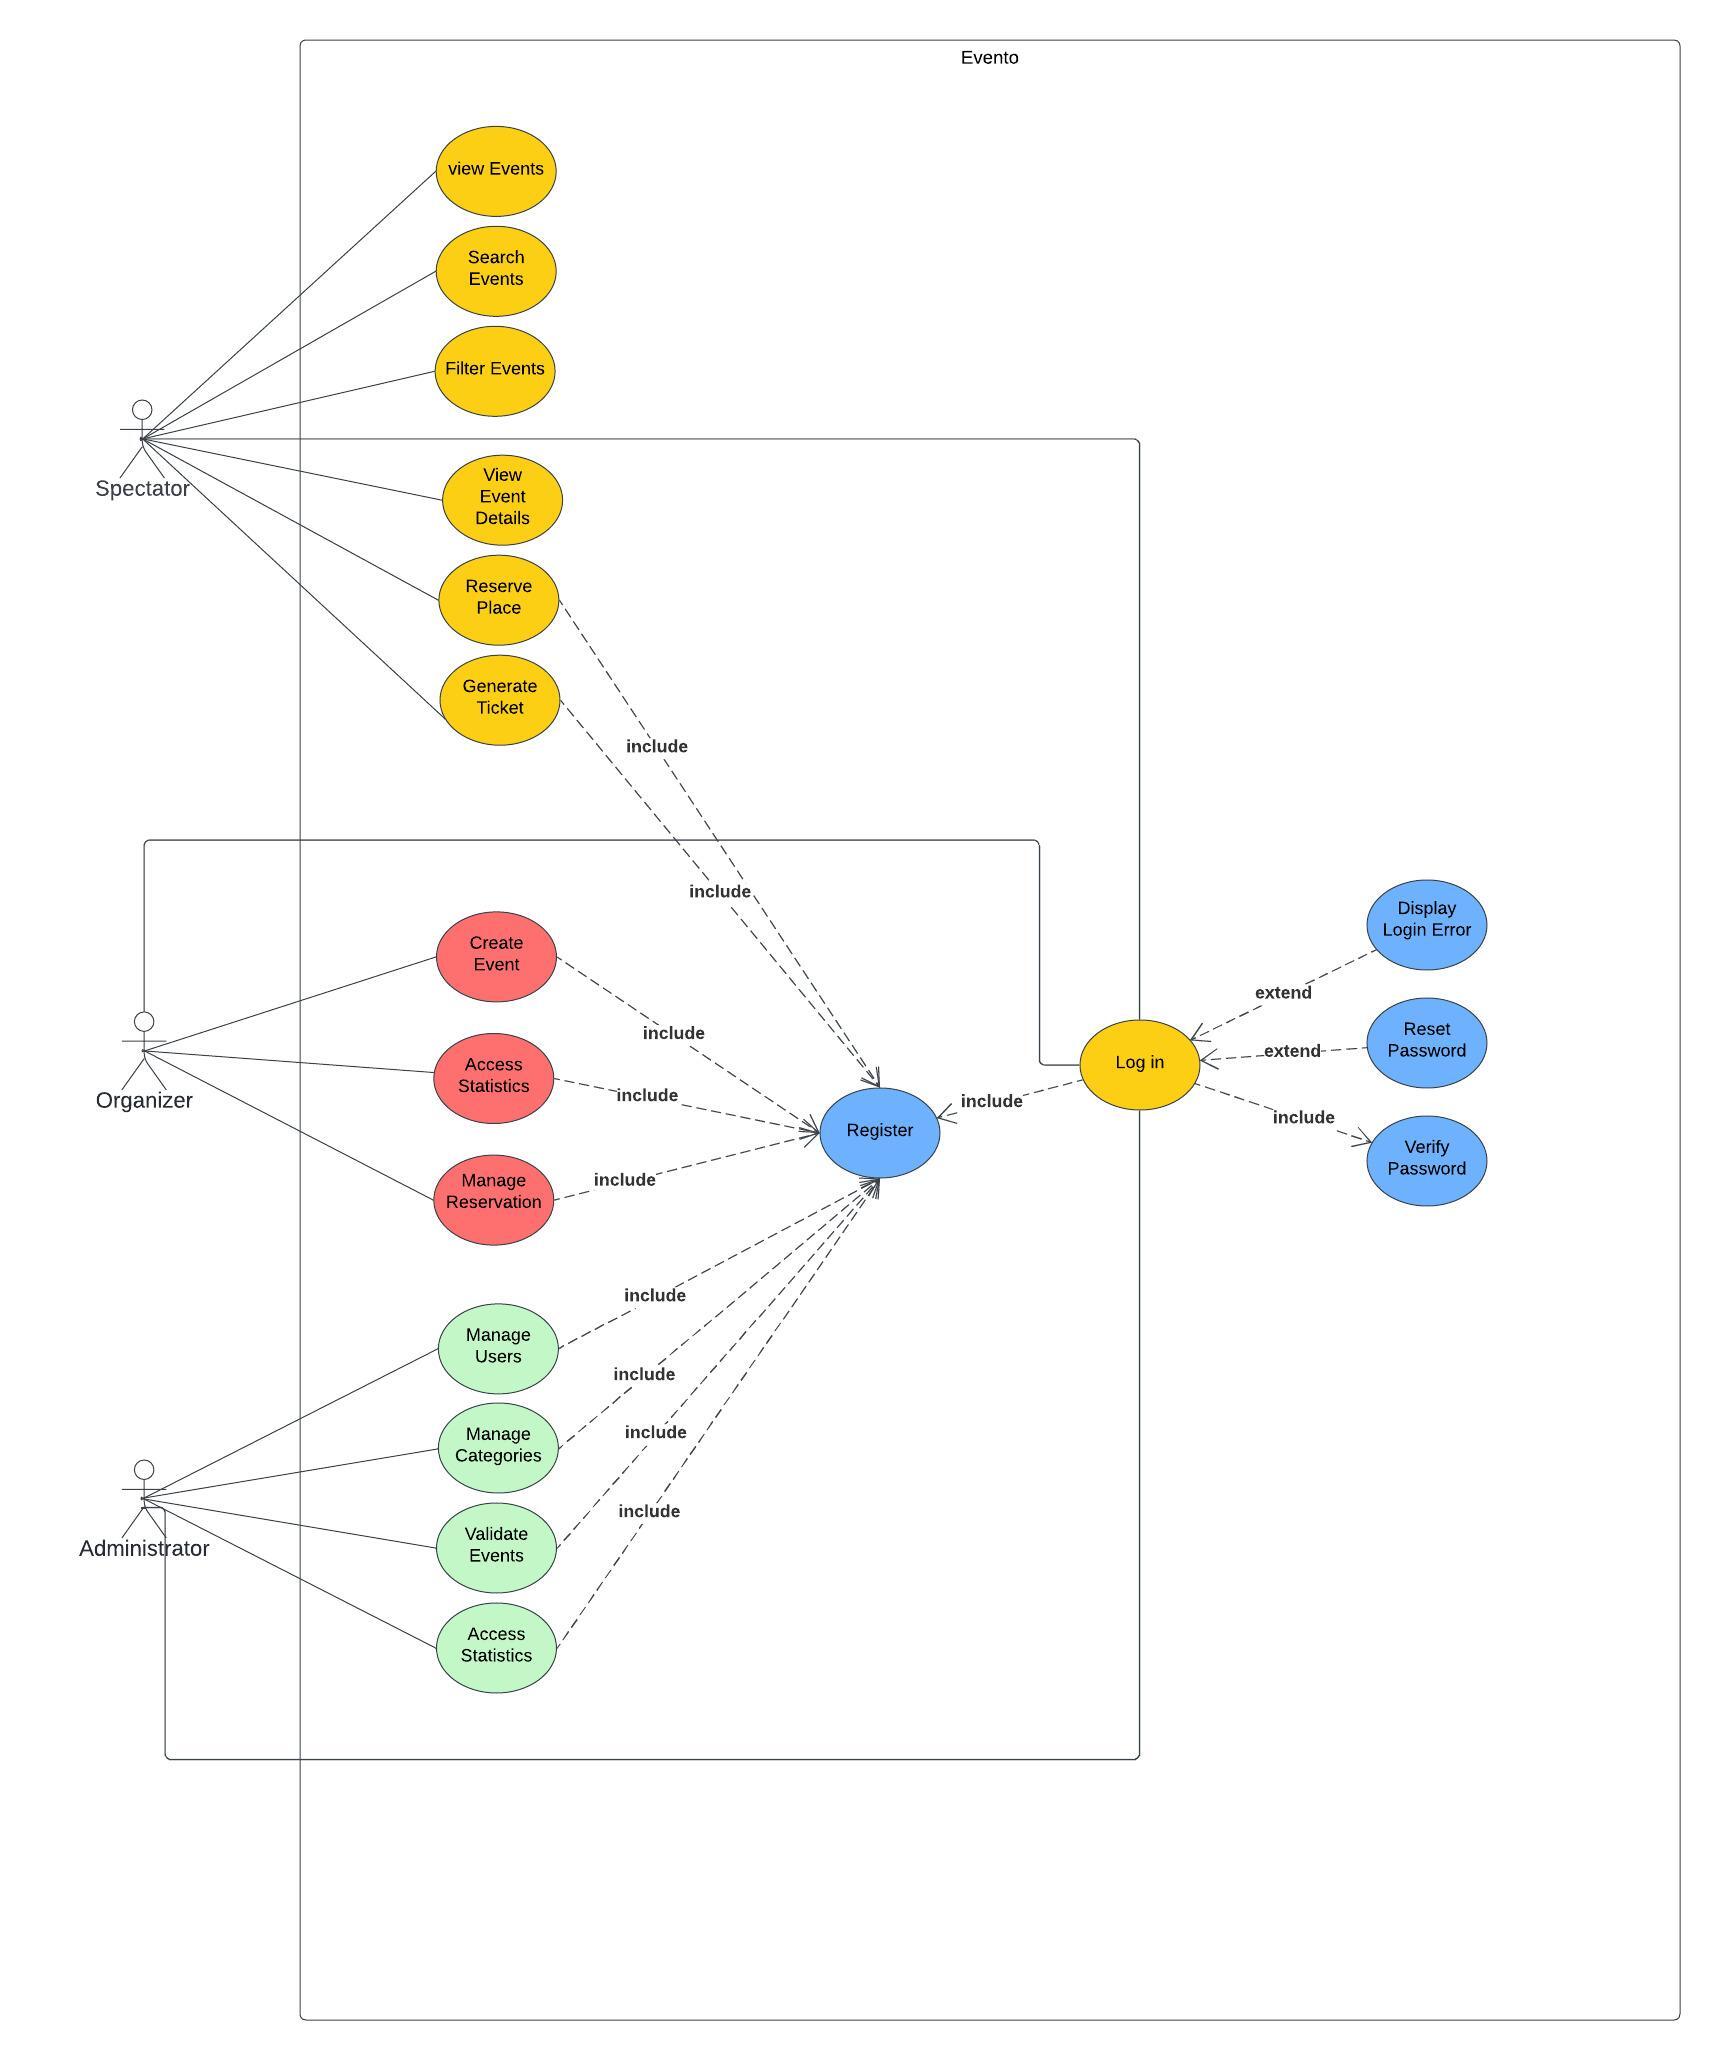 Evento
view Events
Search
Events
Filter Events
Spectator
View
Event
Details
Reserve
Place
Generate
Ticket
include
include
Create
Event
Display
Login Error
extend
include
Reset
Password
extend
Access
Statistics
Organizer
include
Log in
include
Register
include
Verify
Password
Manage
Reservation
include
Manage
Users
include
include
Manage
Categories
include
Validate
Events
Administrator
include
Access
Statistics